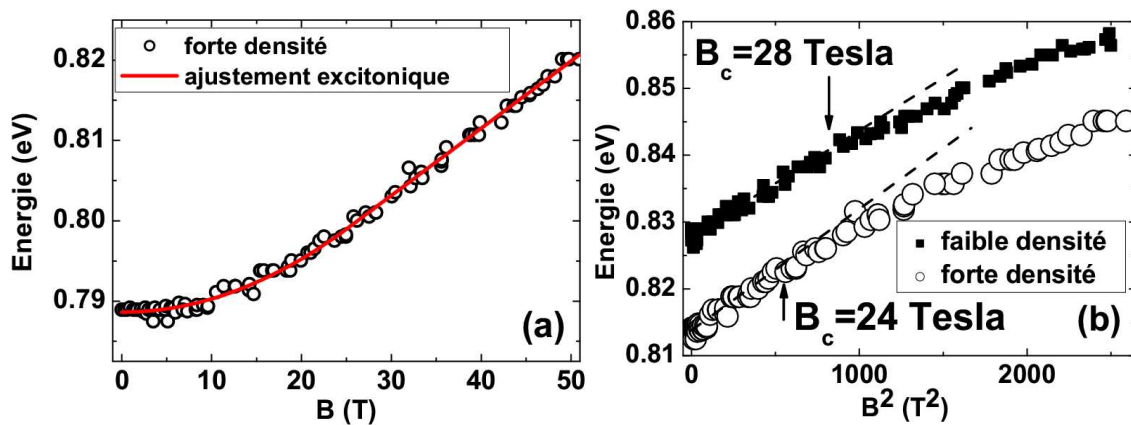 forte densité
ajustement excitonique
0.82
0.81
0.80
0.79
Energie (eV)
0 10 20 30 40 50
B (T)
(a)
0.86
0.85
0.84
0.83
0.82
0.81
Energie (eV)
B_c=28 Tesla
faible densité
forte densité
B_c=24 Tesla
(b)
0 1000 2000
B² (T²)